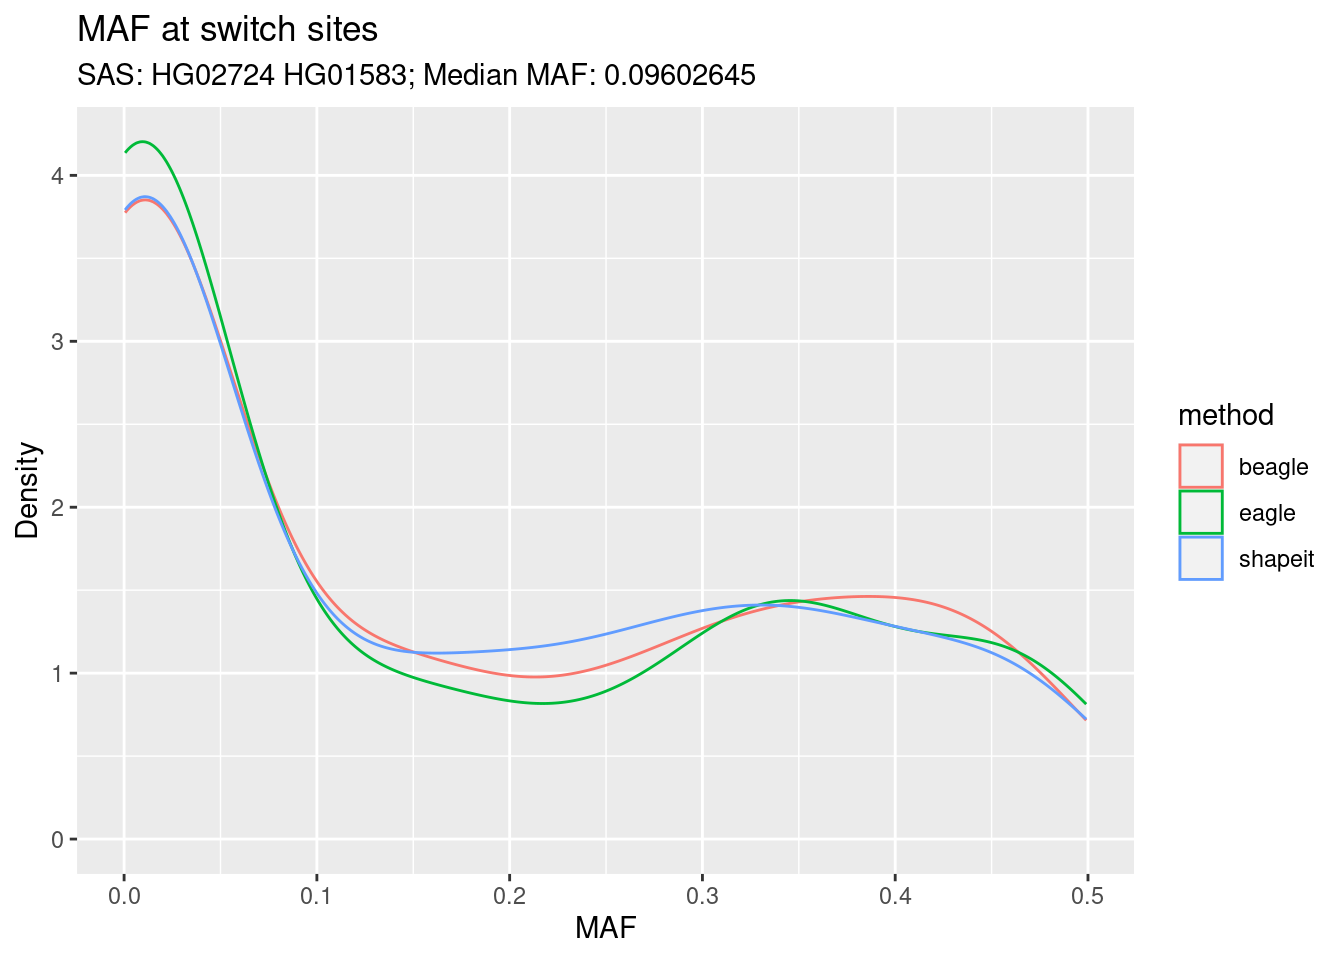 MAF at switch sites
SAS: HG02724 HG01583; Median MAF: 0.09602645
4
3
2
1
0
Density
0.0 0.1 0.2 0.3 0.4 0.5
MAF
method
beagle
eagle
shapeit